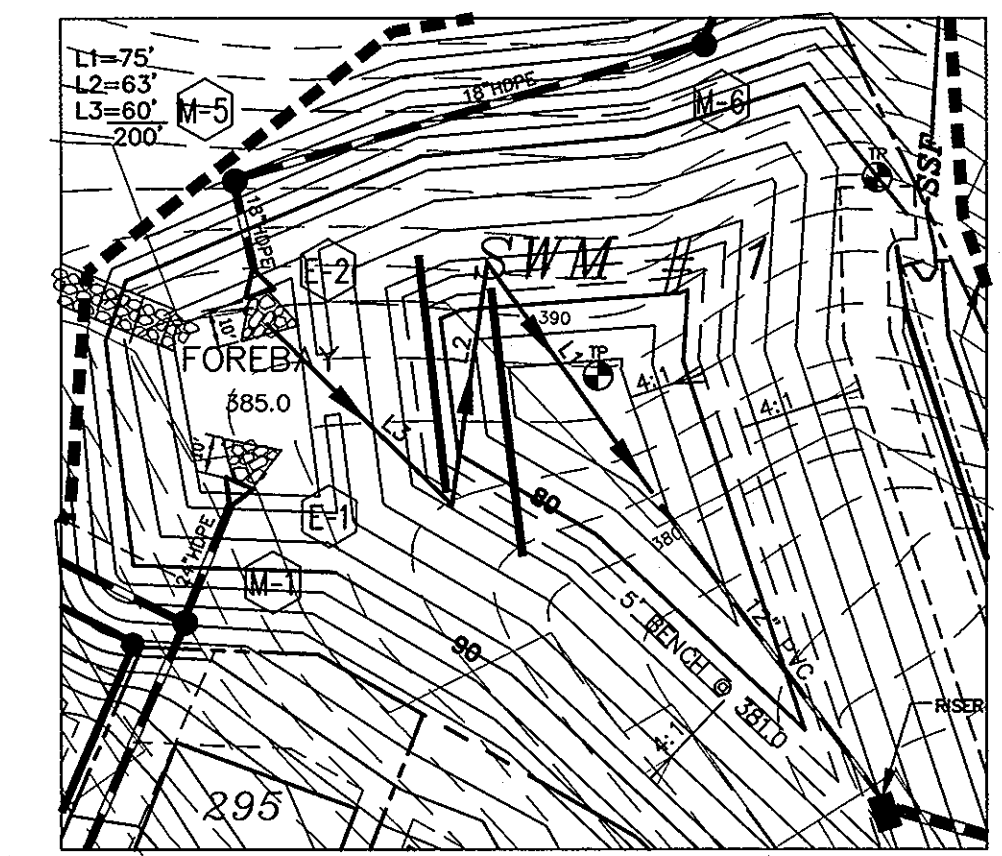 L1=75'
L2=63'
L3=60'
200'
M-5
18"HDPE
M-6
TP
SSF
18"HDPE
E-2
SWM # 1
10'
390
L2
L1
TP
FOREBAY
4:1
4:1
385.0
L3
10'
80
E-1
24"HDPE
380
M-1
5' BENCH @ 381.0
12" PVC
90
RISER
4:1
295